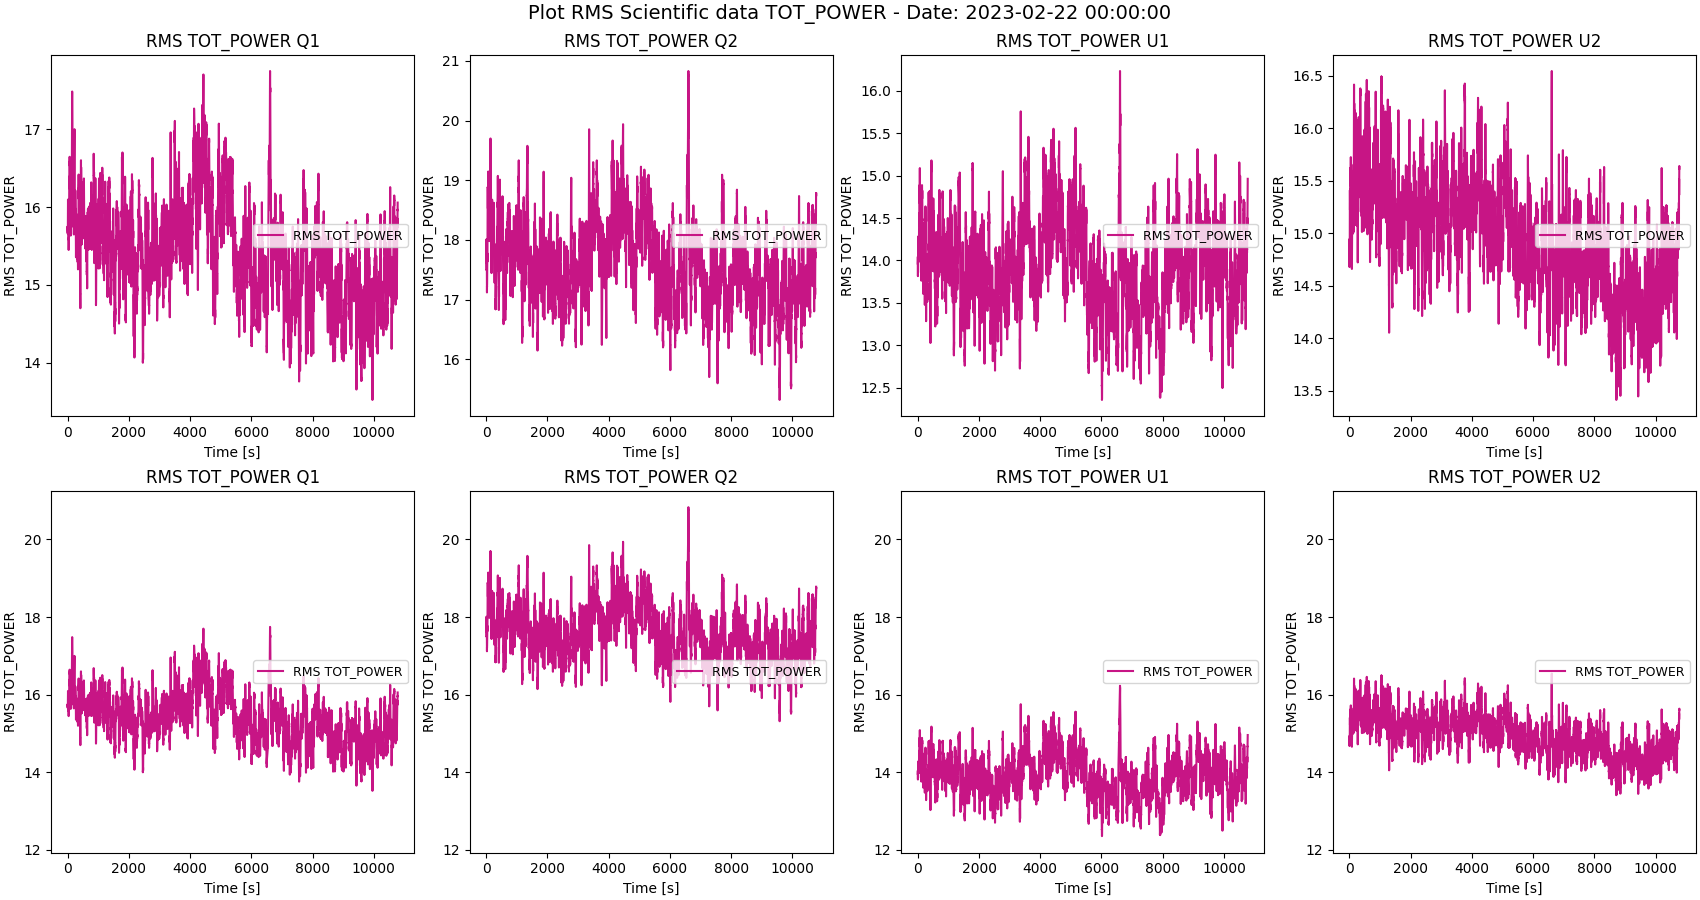 Plot RMS Scientific data TOT_POWER - Date: 2023-02-22 00:00:00
RMS TOT_POWER Q1
RMS TOT_POWER
17
16
15
14
RMS TOT_POWER
0 2000 4000 6000 8000 10000
Time [s]
RMS TOT_POWER Q2
RMS TOT_POWER
21
20
19
18
17
16
RMS TOT_POWER
0 2000 4000 6000 8000 10000
Time [s]
RMS TOT_POWER U1
RMS TOT_POWER
16.0
15.5
15.0
14.5
14.0
13.5
13.0
12.5
RMS TOT_POWER
0 2000 4000 6000 8000 10000
Time [s]
RMS TOT_POWER U2
RMS TOT_POWER
16.5
16.0
15.5
15.0
14.5
14.0
13.5
RMS TOT_POWER
0 2000 4000 6000 8000 10000
Time [s]
RMS TOT_POWER Q1
RMS TOT_POWER
20
18
16
14
12
RMS TOT_POWER
0 2000 4000 6000 8000 10000
Time [s]
RMS TOT_POWER Q2
RMS TOT_POWER
20
18
16
14
12
RMS TOT_POWER
0 2000 4000 6000 8000 10000
Time [s]
RMS TOT_POWER U1
RMS TOT_POWER
20
18
16
14
12
RMS TOT_POWER
0 2000 4000 6000 8000 10000
Time [s]
RMS TOT_POWER U2
RMS TOT_POWER
20
18
16
14
12
RMS TOT_POWER
0 2000 4000 6000 8000 10000
Time [s]